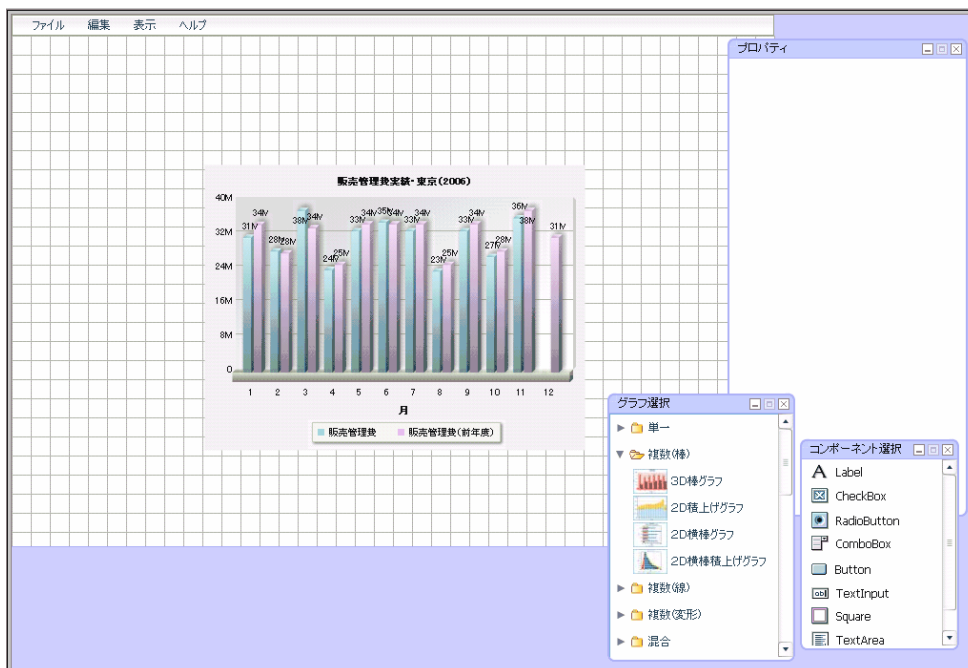 ファイル 編集 表示 ヘルプ
プロパティ
販売管理費実績・東京(2006)
40M
32M
24M
16M
8M
0
31M 34M 28M 28M 38M 34M 24M 25M 33M 34M 35M 34M 33M 34M 23M 25M 33M 34M 27M 28M 36M 38M 31M
1 2 3 4 5 6 7 8 9 10 11 12
月
販売管理費 販売管理費(前年度)
グラフ選択
単一
複数(棒)
3D棒グラフ
2D積上げグラフ
2D横棒グラフ
2D横棒積上げグラフ
複数(線)
複数(変形)
混合
コンポーネント選択
Label
CheckBox
RadioButton
ComboBox
Button
TextInput
Square
TextArea